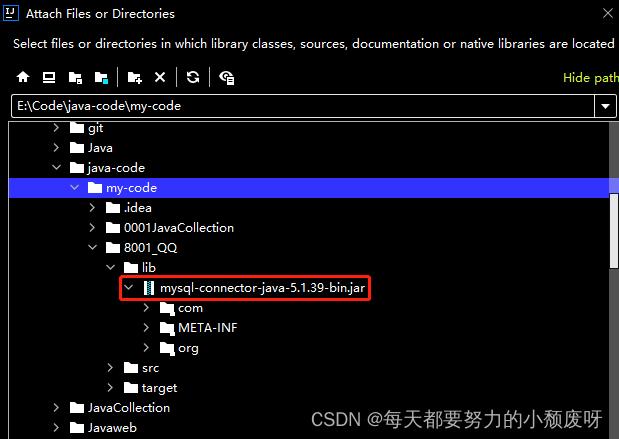 IJ Attach Files or Directories
Select files or directories in which library classes, sources, documentation or native libraries are located
Hide path
E:\Code\java-code\my-code
git
Java
java-code
my-code
.idea
0001JavaCollection
8001_QQ
lib
mysql-connector-java-5.1.39-bin.jar
com
META-INF
org
src
target
JavaCollection
Javaweb
CSDN @每天都要努力的小颓废呀